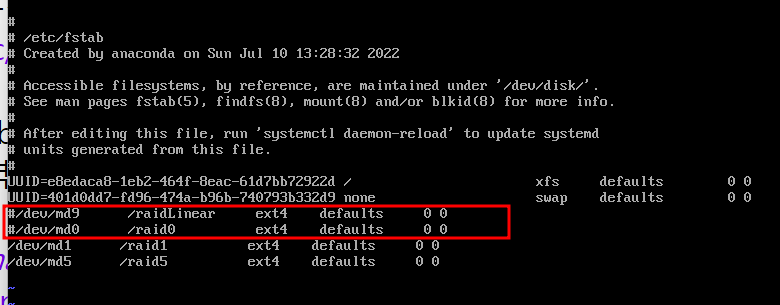 #
# /etc/fstab
# Created by anaconda on Sun Jul 10 13:28:32 2022
#
# Accessible filesystems, by reference, are maintained under '/dev/disk/'.
# See man pages fstab(5), findfs(8), mount(8) and/or blkid(8) for more info.
#
# After editing this file, run 'systemctl daemon-reload' to update systemd
# units generated from this file.
#
UUID=e8edaca8-1eb2-464f-8eac-61d7bb72922d / xfs defaults 0 0
UUID=401d0dd7-fd96-474a-b96b-740793b332d9 none swap defaults 0 0
#/dev/md9 /raidLinear ext4 defaults 0 0
#/dev/md0 /raid0 ext4 defaults 0 0
/dev/md1 /raid1 ext4 defaults 0 0
/dev/md5 /raid5 ext4 defaults 0 0
~
~